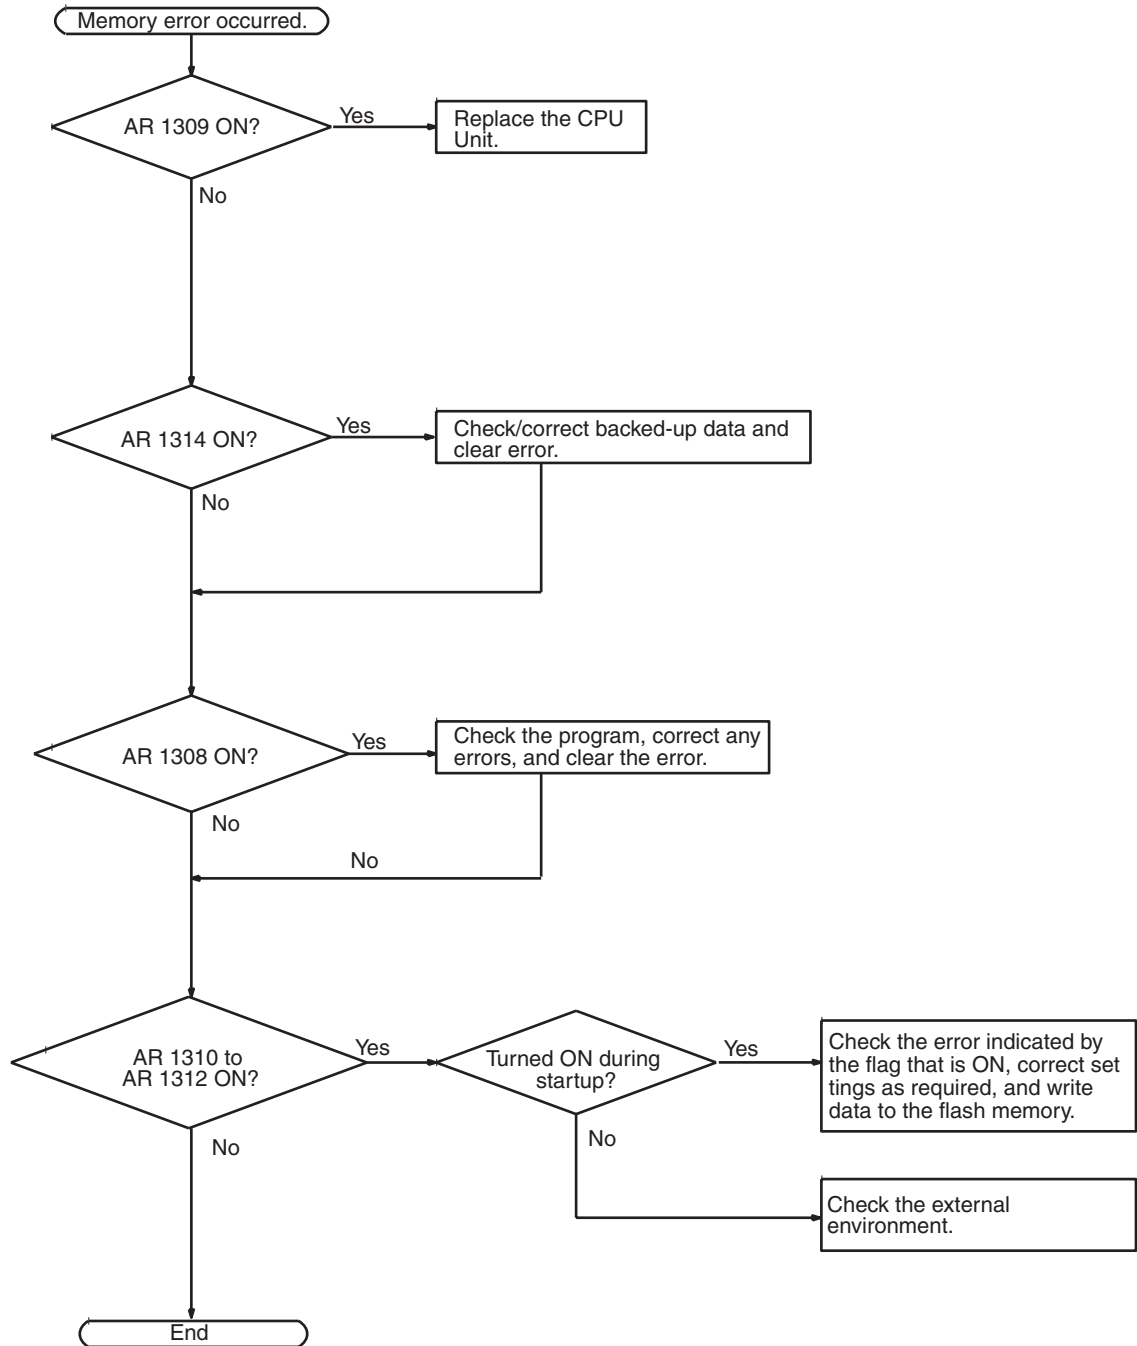 Memory error occurred.
AR 1309 ON?
Yes
Replace the CPU
Unit.
No
AR 1314 ON?
Yes
Check/correct backed-up data and
clear error.
No
AR 1308 ON?
Yes
Check the program, correct any
errors, and clear the error.
No
No
AR 1310 to
AR 1312 ON?
Yes
Turned ON during
startup?
Yes
Check the error indicated by
the flag that is ON, correct set
tings as required, and write
data to the flash memory.
No
No
Check the external
environment.
End